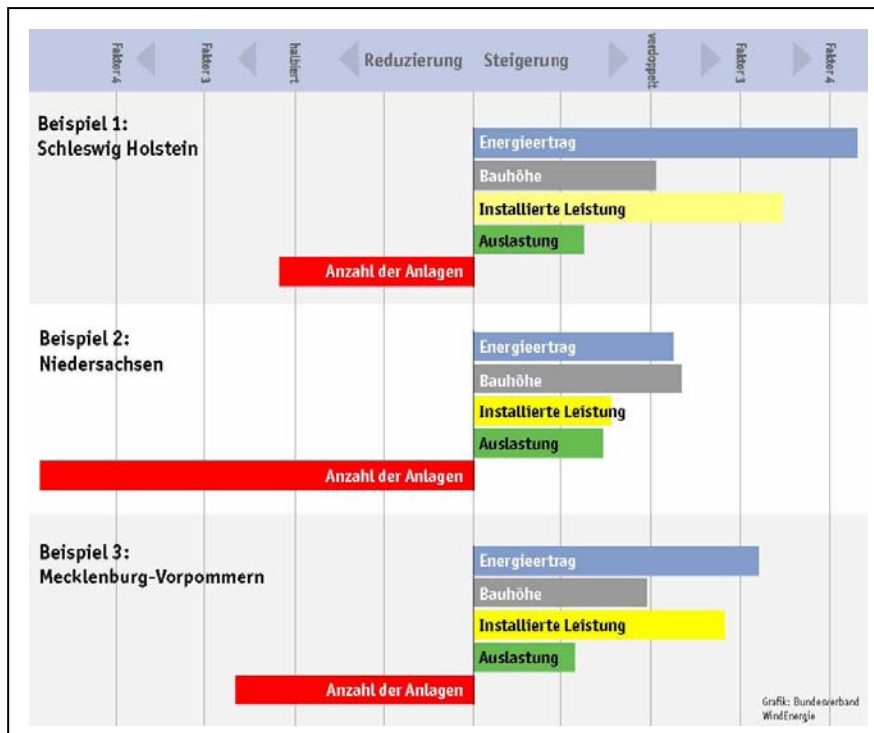 Faktor 4
Faktor 3
halbiert
Reduzierung
Steigerung
verdoppelt
Faktor 3
Faktor 4
Beispiel 1:
Schleswig Holstein
Energieertrag
Bauhöhe
Installierte Leistung
Auslastung
Anzahl der Anlagen
Beispiel 2:
Niedersachsen
Energieertrag
Bauhöhe
Installierte Leistung
Auslastung
Anzahl der Anlagen
Beispiel 3:
Mecklenburg-Vorpommern
Energieertrag
Bauhöhe
Installierte Leistung
Auslastung
Anzahl der Anlagen
Grafik: Bundesverband
WindEnergie